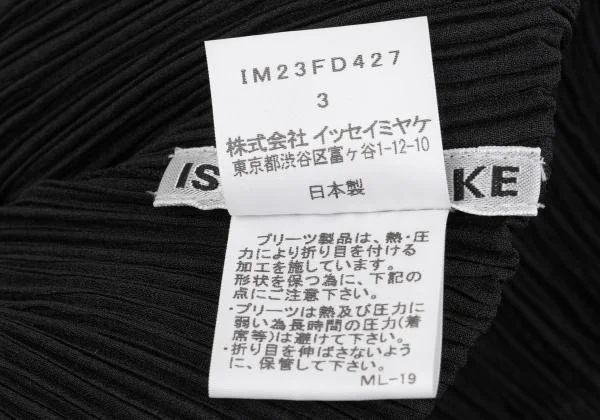 IM23FD427
3
株式会社 イッセイミヤケ
東京都渋谷区富ヶ谷1-12-10
日本製
IS KE
プリーツ製品は、熱・圧
力により折り目を付ける
加工を施しています。
形状を保つ為に、下記の
点にご注意下さい。
・プリーツは熱及び圧力に
弱い為長時間の圧力(着
席等)は避けて下さい。
・折り目を伸ばさないよう
に、保管して下さい。
ML-19